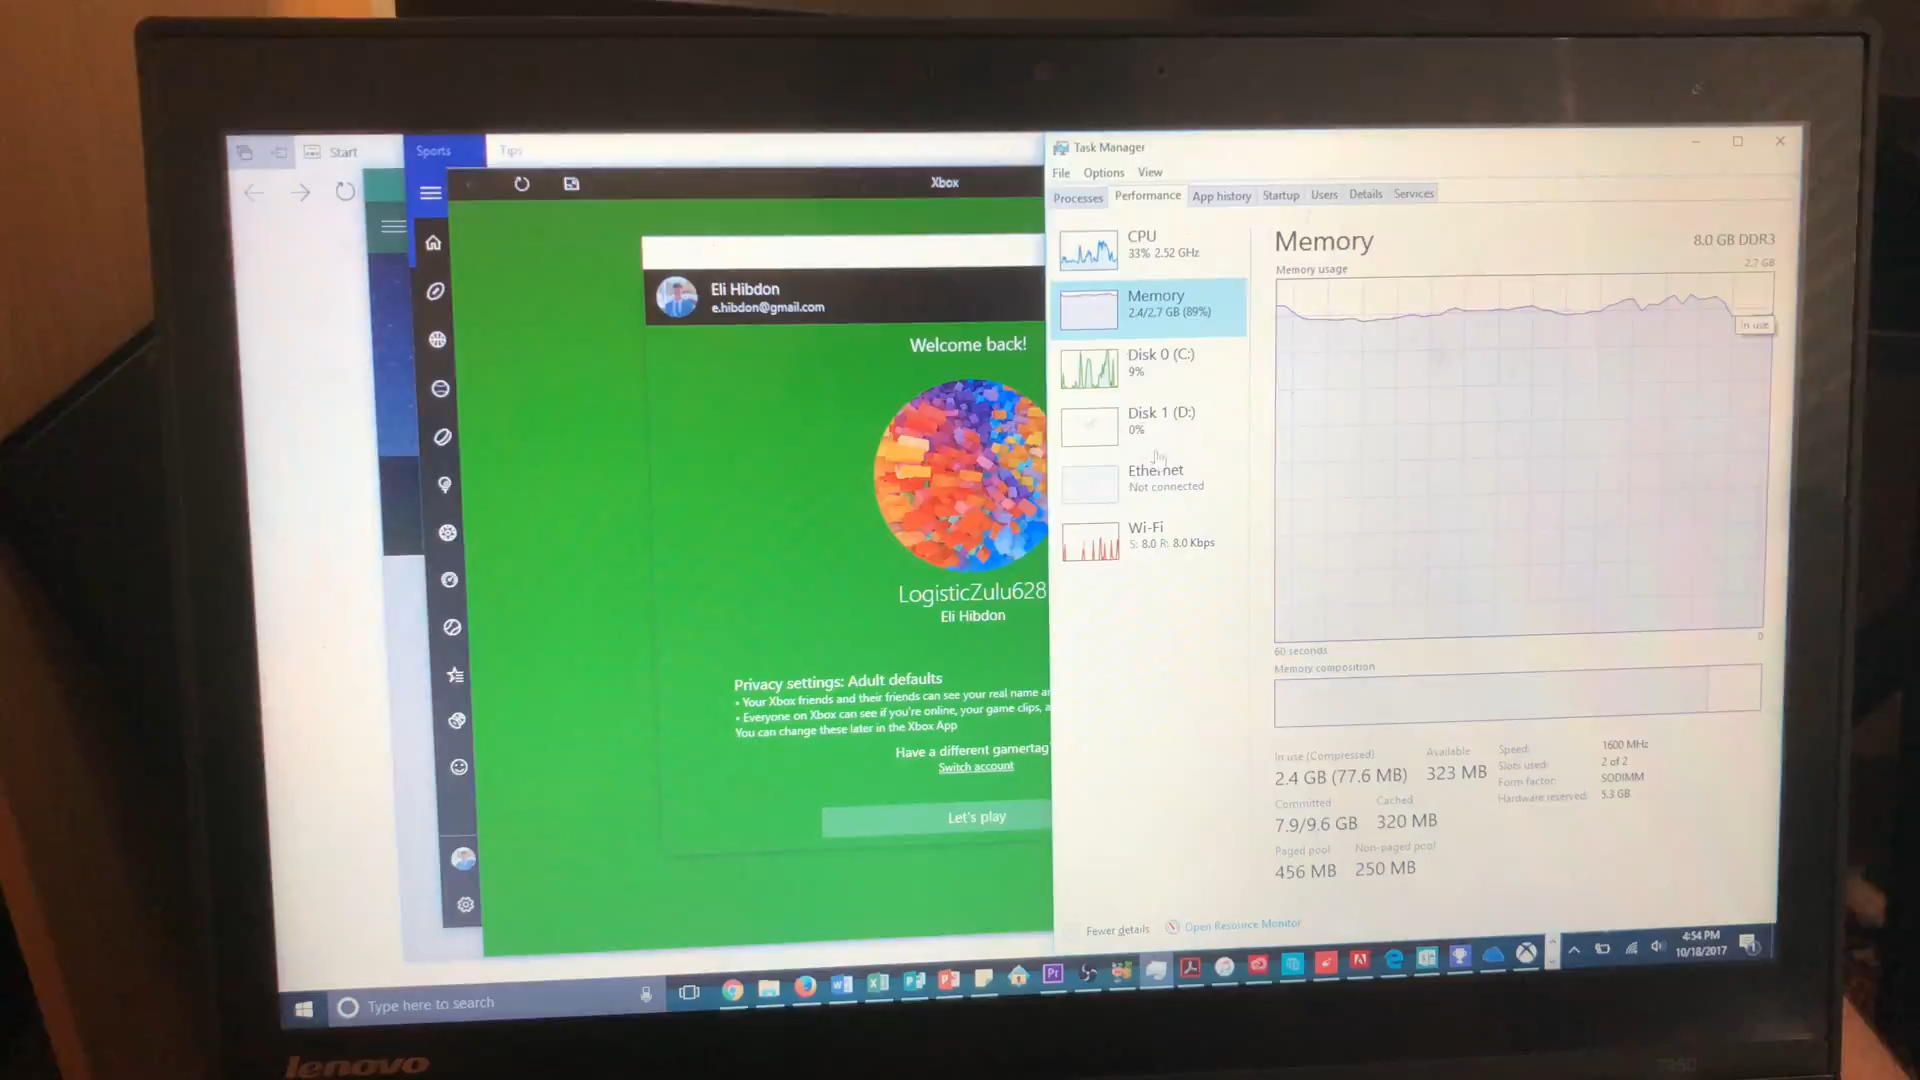 Start
Sports
Tips
Xbox
Eli Hibdon
e.hibdon@gmail.com
Welcome back!
LogisticZulu628
Eli Hibdon
Privacy settings: Adult defaults
• Your Xbox friends and their friends can see your real name
• Everyone on Xbox can see if you're online, your game clips,
You can change these later in the Xbox App
Have a different gamertag
Switch account
Let's play
Task Manager
File Options View
Processes Performance App history Startup Users Details Services
CPU
33% 2.52 GHz
Memory
2.4/2.7 GB (89%)
Disk 0 (C:)
9%
Disk 1 (D:)
0%
Ethernet
Not connected
Wi-Fi
S: 8.0 R: 8.0 Kbps
Memory
8.0 GB DDR3
Memory usage
2.7 GB
In use
60 seconds
0
Memory composition
In use (Compressed)
2.4 GB (77.6 MB)
Available
323 MB
Committed
7.9/9.6 GB
Cached
320 MB
Paged pool
456 MB
Non-paged pool
250 MB
Speed: 1600 MHz
Slots used: 2 of 2
Form factor: SODIMM
Hardware reserved: 5.3 GB
Fewer details
Open Resource Monitor
Type here to search
4:54 PM
10/18/2017
lenovo